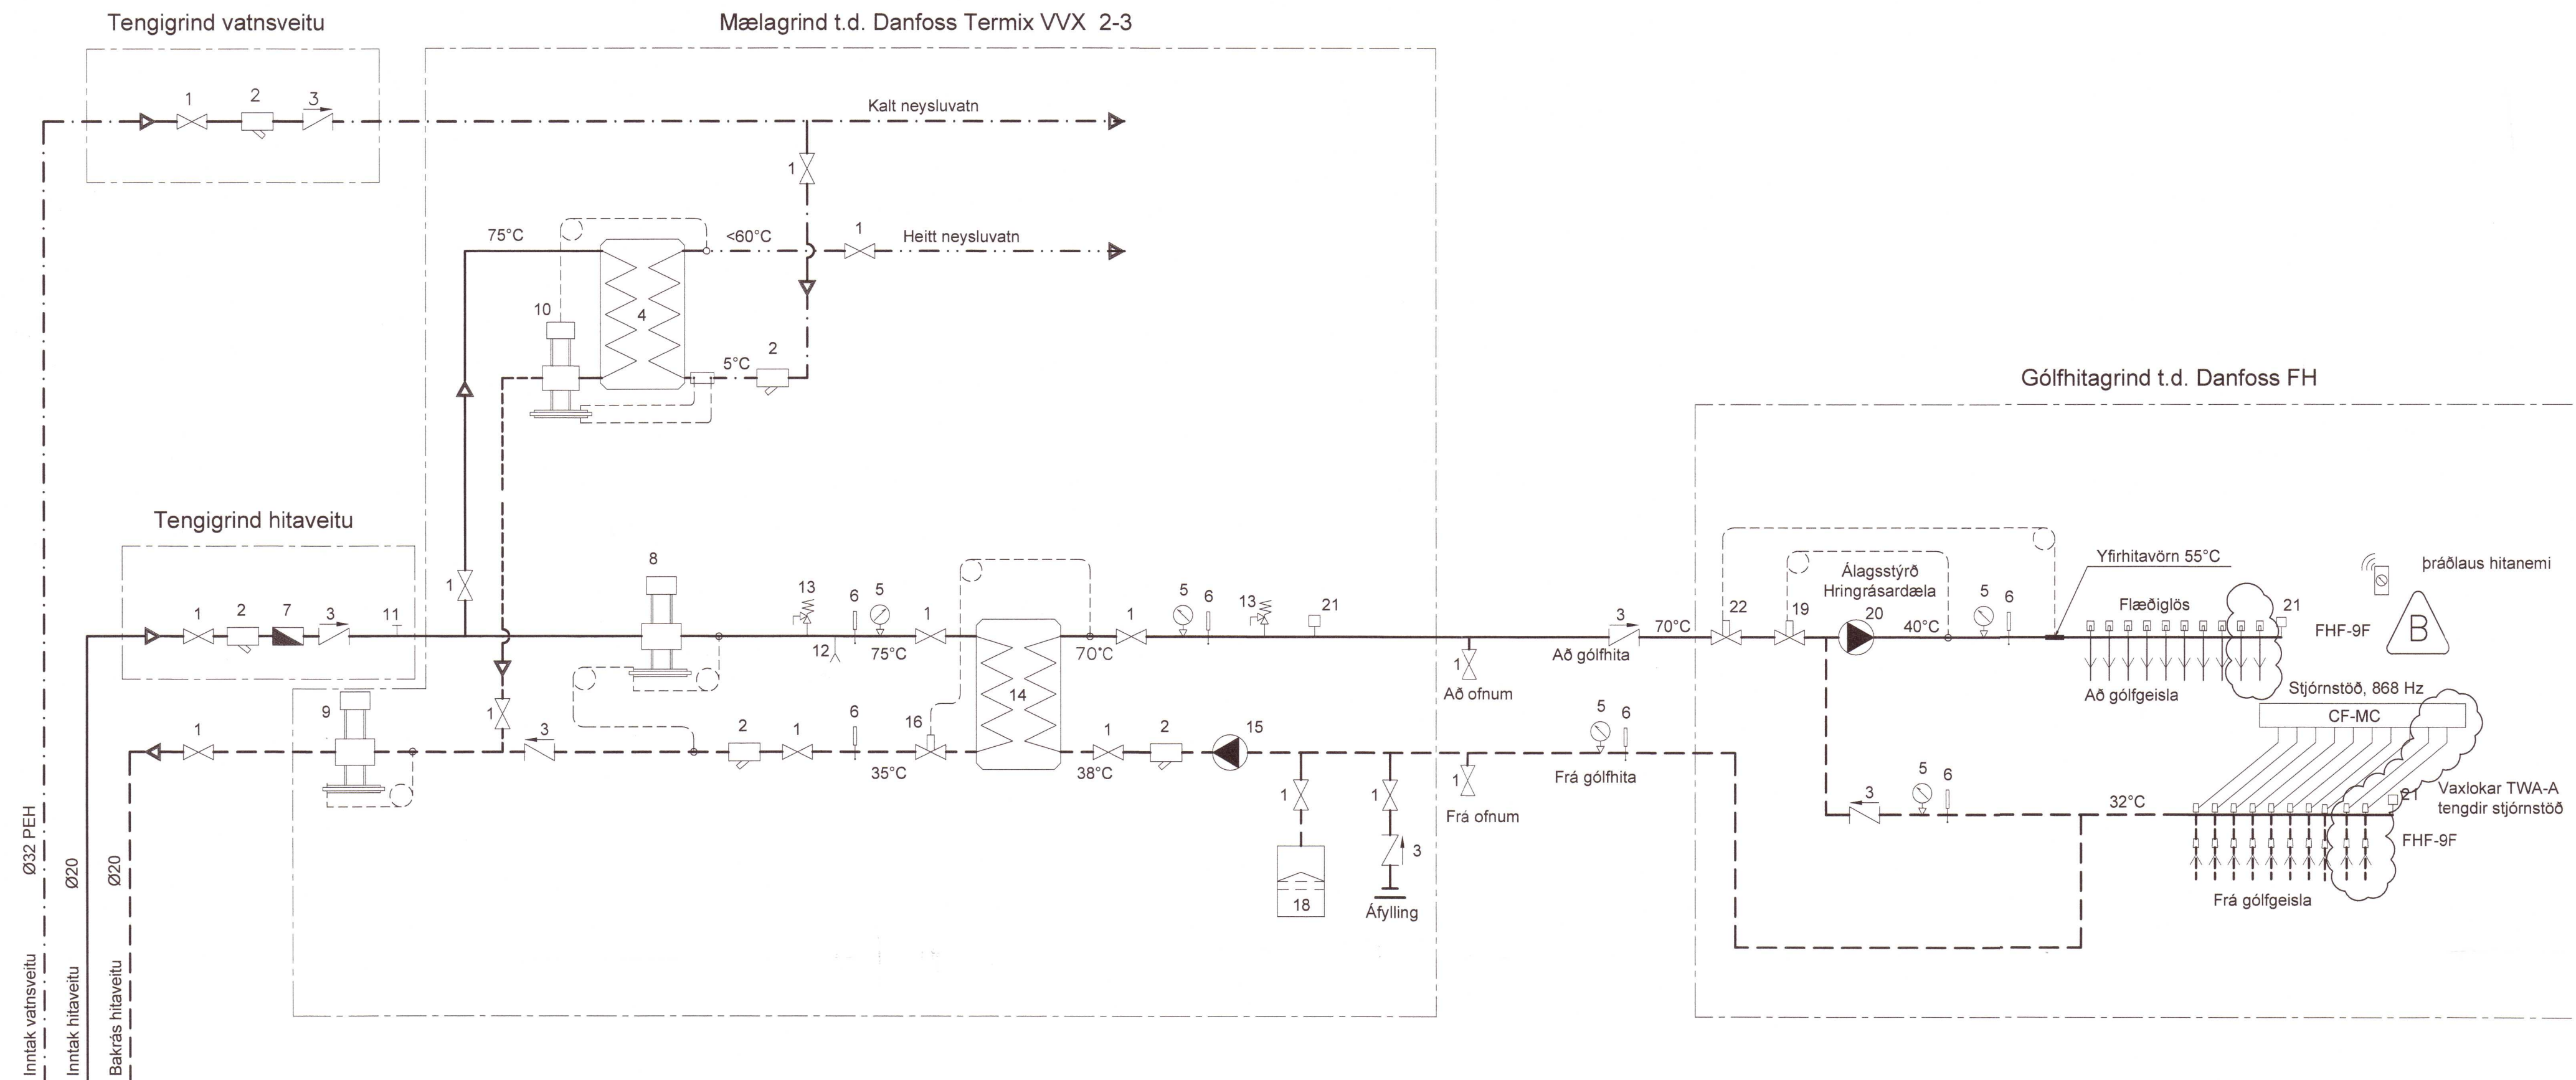 Tengigrind vatnsveitu
Mælagrind t.d. Danfoss Termix VVX 2-3
1
2
3
Kalt neysluvatn
1
75°C
<60°C
1
Heitt neysluvatn
10
4
5°C
2
Gólfhitagrind t.d. Danfoss FH
Tengigrind hitaveitu
1
2
7
3
11
1
8
13
6
5
1
12
75°C
70°C
1
5
6
13
21
14
1
Að ofnum
3
Að gólfhita
70°C
22
19
Álagsstýrð
Hringrásardæla
20
40°C
5
6
Yfirhitavörn 55°C
Flæðiglös
21
FHF-9F
þráðlaus hitanemi
B
Að gólfgeisla
Stjórnstöð, 868 Hz
CF-MC
1
9
1
3
2
1
6
35°C
16
38°C
1
2
15
1
18
1
3
Áfylling
1
Frá ofnum
5
6
Frá gólfhita
3
5
6
32°C
21
Vaxlokar TWA-A
tengdir stjórnstöð
FHF-9F
Frá gólfgeisla
Inntak vatnsveitu
Ø32 PEH
Inntak hitaveitu
Ø20
Bakrás hitaveitu
Ø20